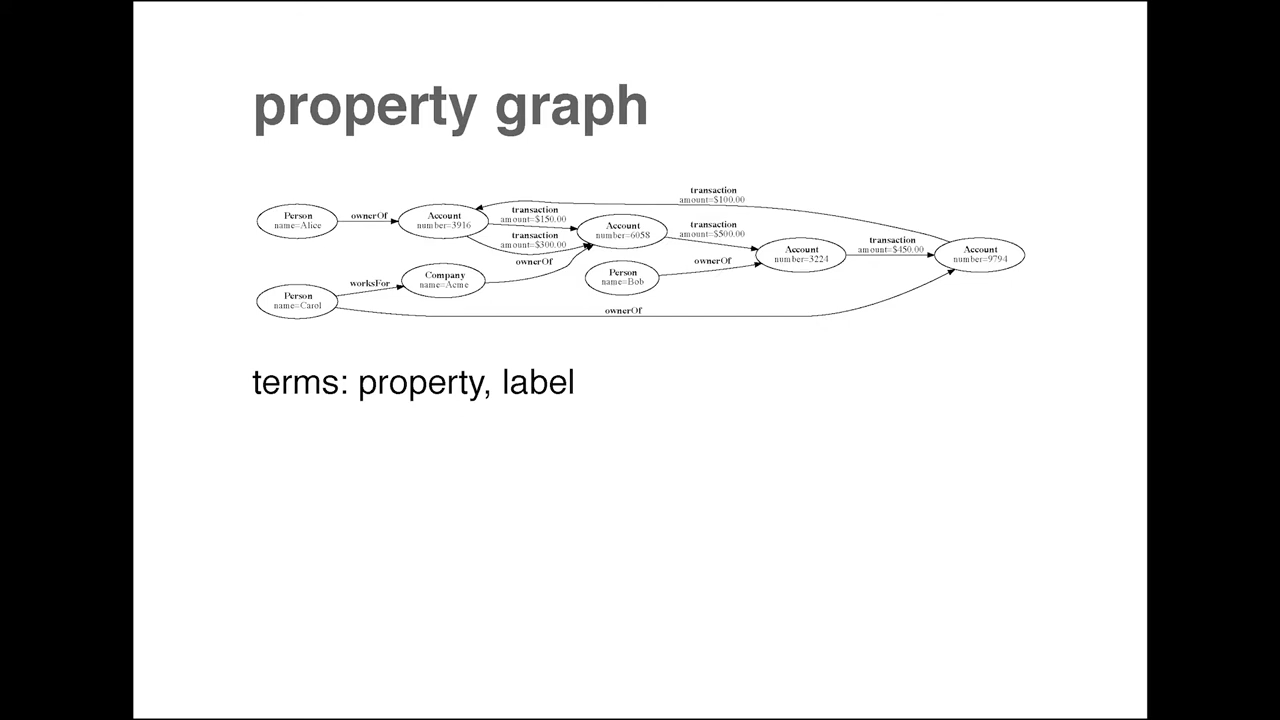 property graph
transaction
amount=$100.00
Person
name=Alice
ownerOf
Account
number=3916
transaction
amount=$150.00
transaction
amount=$300.00
Account
number=6058
transaction
amount=$500.00
Account
number=3224
transaction
amount=$450.00
Account
number=9794
ownerOf
Person
name=Bob
ownerOf
Person
name=Carol
worksFor
Company
name=Acme
ownerOf
terms: property, label